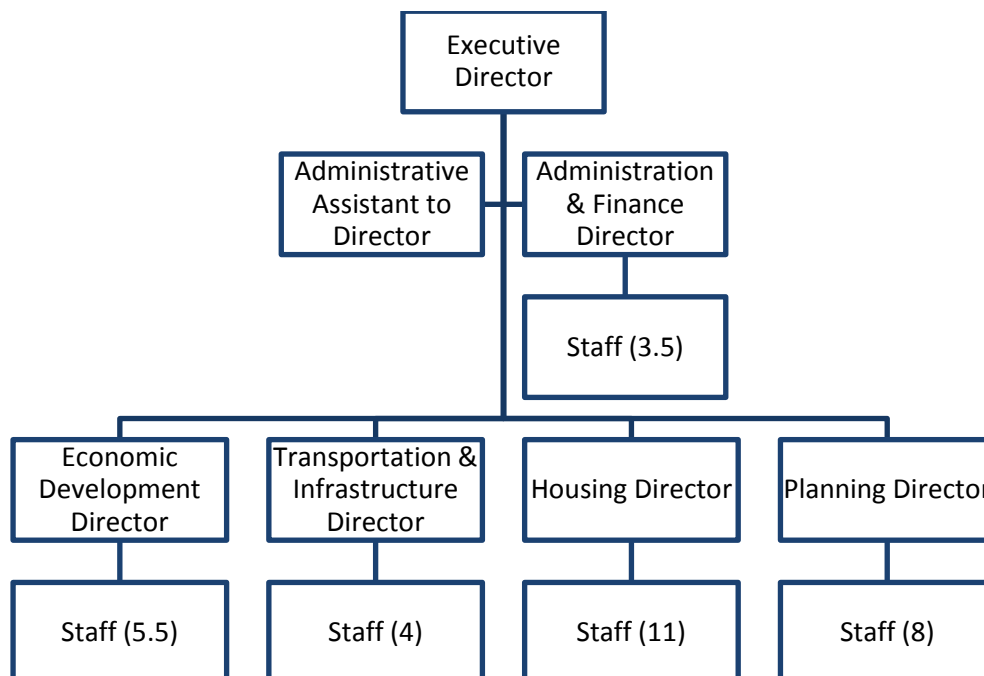 Executive
Director
Administrative
Assistant to
Director
Administration
& Finance
Director
Staff (3.5)
Economic
Development
Director
Transportation &
Infrastructure
Director
Housing Director
Planning Director
Staff (5.5)
Staff (4)
Staff (11)
Staff (8)